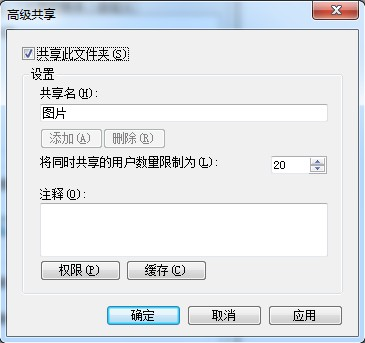 高级共享
共享此文件夹(S)
设置
共享名(H):
图片
添加(A) 删除(R)
将同时共享的用户数量限制为(L): 20
注释(O):
权限(P) 缓存(C)
确定 取消 应用